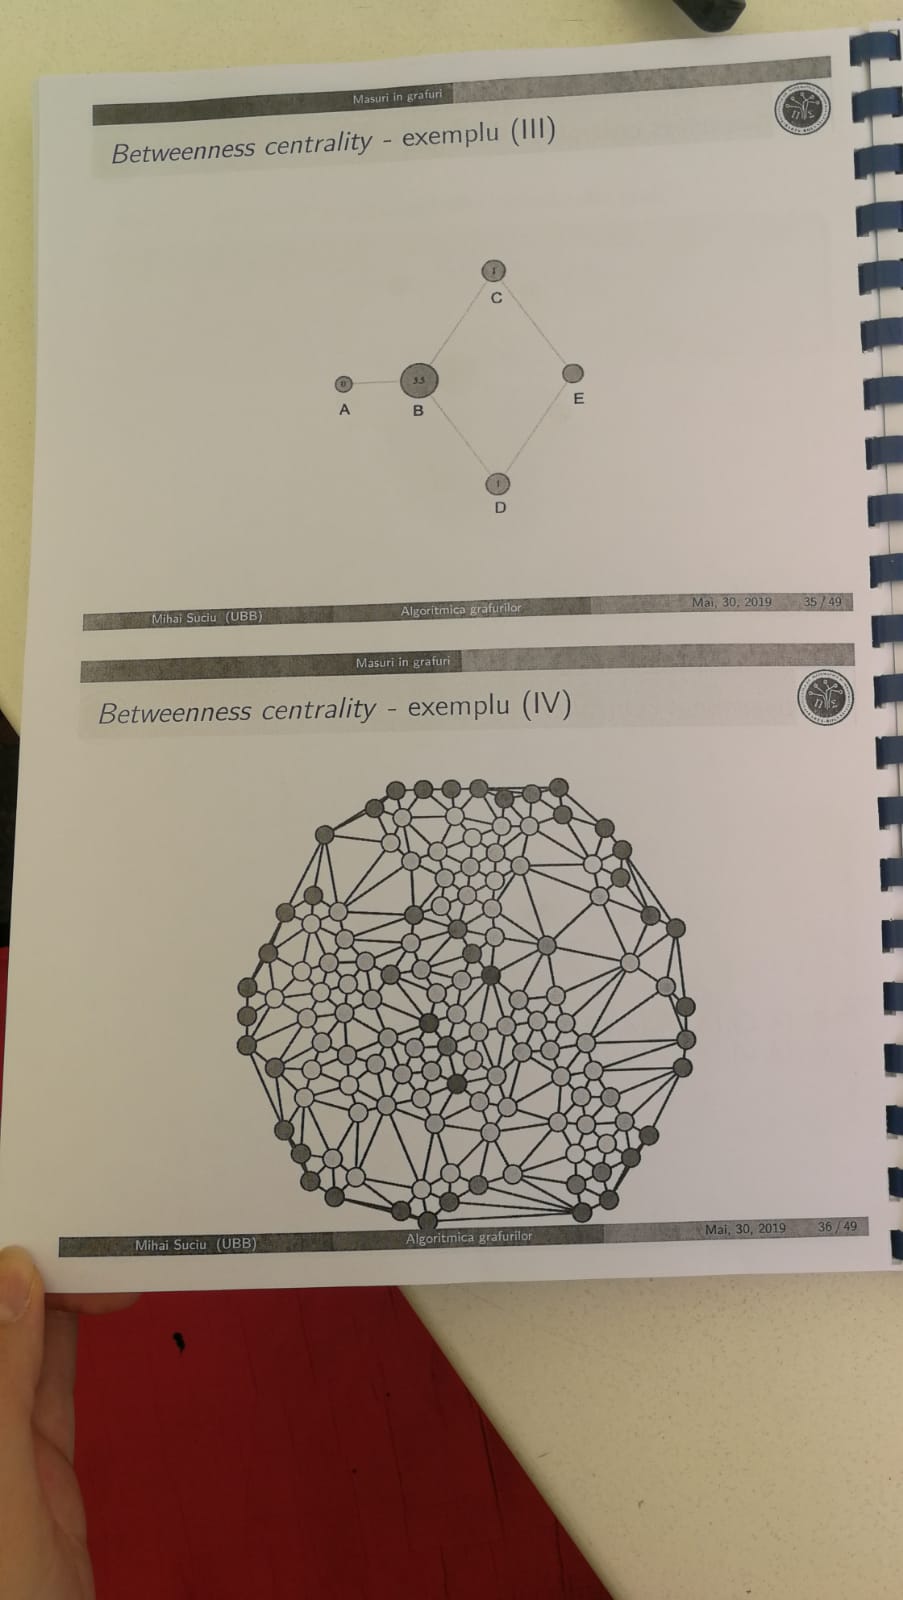 Masuri in grafuri
Betweenness centrality - exemplu (III)
1
C
0
3.5
A
B
E
1
D
Mihai Suciu (UBB) Algoritmica grafurilor Mai, 30, 2019 35 / 49
Masuri in grafuri
Betweenness centrality - exemplu (IV)
Mihai Suciu (UBB) Algoritmica grafurilor Mai, 30, 2019 36 / 49